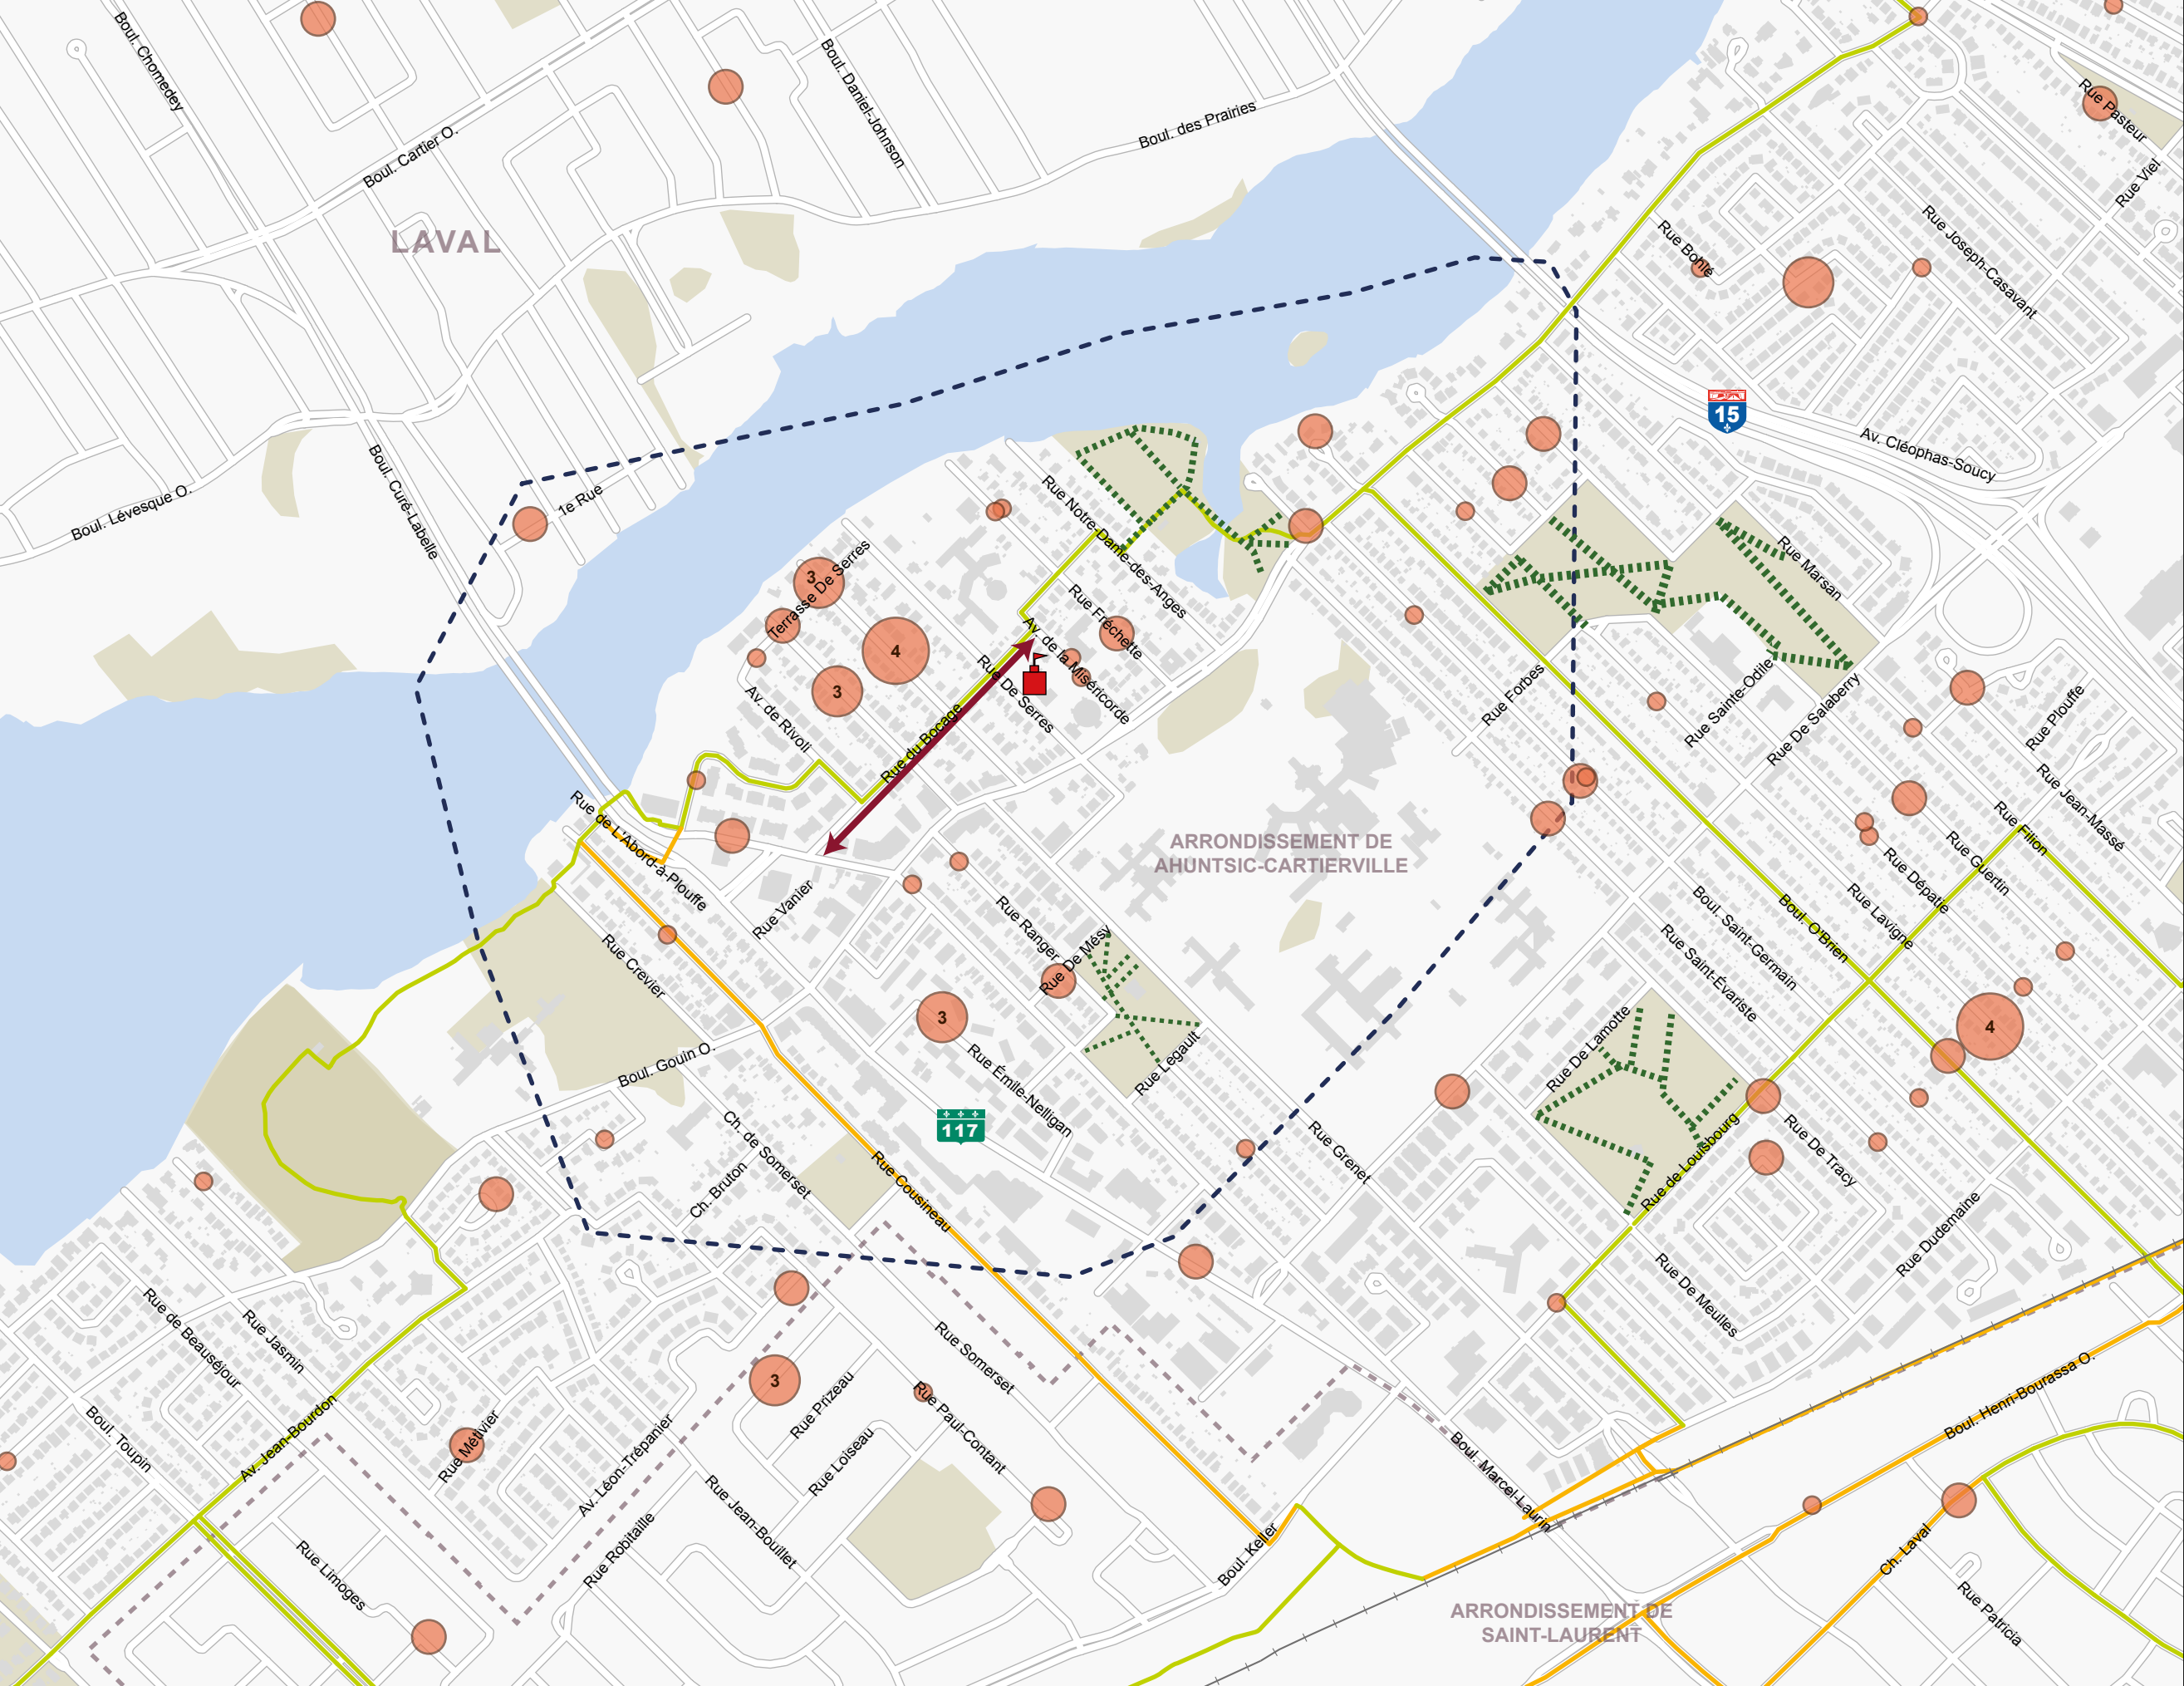 Boul. Chomedey
Boul. Daniel-Johnson
Boul. des Prairies
Boul. Cartier O.
Rue Pasteur
Rue Viel
LAVAL
Rue Bohlé
Rue Joseph-Casavant
15
Av. Cléophas-Soucy
Boul. Curé-Labelle
Boul. Lévesque O.
1e Rue
Rue Notre-Dame-des-Anges
Terrasse De Serres
3
Rue Fréchette
Rue Marsan
4
Av. de la Miséricorde
Rue De Serres
3
Av. de Rivoli
Rue du Bocage
Rue Forbes
Rue Sainte-Odile
Rue De Salaberry
Rue Plouffe
Rue Jean-Massé
Rue de L'Abord-à-Plouffe
ARRONDISSEMENT DE
AHUNTSIC-CARTIERVILLE
Rue Filion
Rue Guertin
Rue Dépatie
Rue Lavigne
Boul. O'Brien
Boul. Saint-Germain
Rue Saint-Évariste
Rue Vanier
Rue Ranger
Rue De Mésy
Rue Crevier
3
4
Boul. Gouin O.
Rue Émile-Nelligan
Rue Legault
Rue De Lamotte
117
Ch. de Somerset
Ch. Bruton
Rue Cousineau
Rue Grenet
Rue de Louisbourg
Rue De Tracy
Rue Dudemaine
Rue De Meulles
Rue de Beauséjour
Rue Jasmin
Rue Somerset
3
Rue Prizeau
Rue Paul-Contant
Boul. Henri-Bourassa O.
Boul. Toupin
Av. Jean-Bourdon
Rue Métivier
Av. Léon-Trépanier
Rue Loiseau
Boul. Marcel-Laurin
Rue Jean-Bouillet
Rue Robitaille
Boul. Keller
Ch. Laval
Rue Limoges
ARRONDISSEMENT DE
SAINT-LAURENT
Rue Patricia